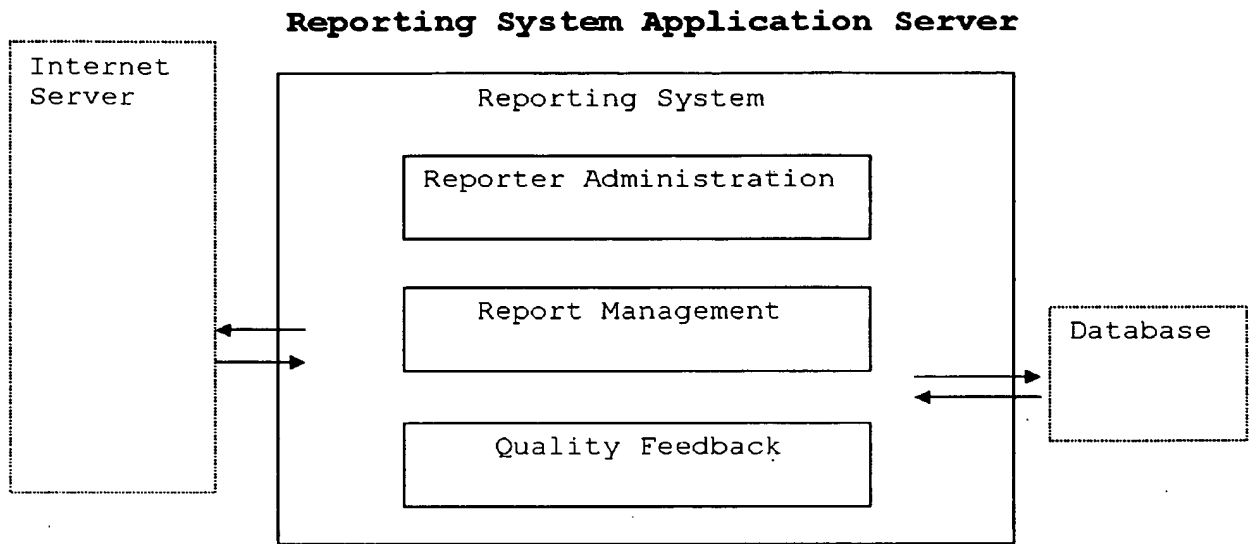 Reporting System Application Server
Internet
Server
Reporting System
Reporter Administration
Report Management
Database
Quality Feedback